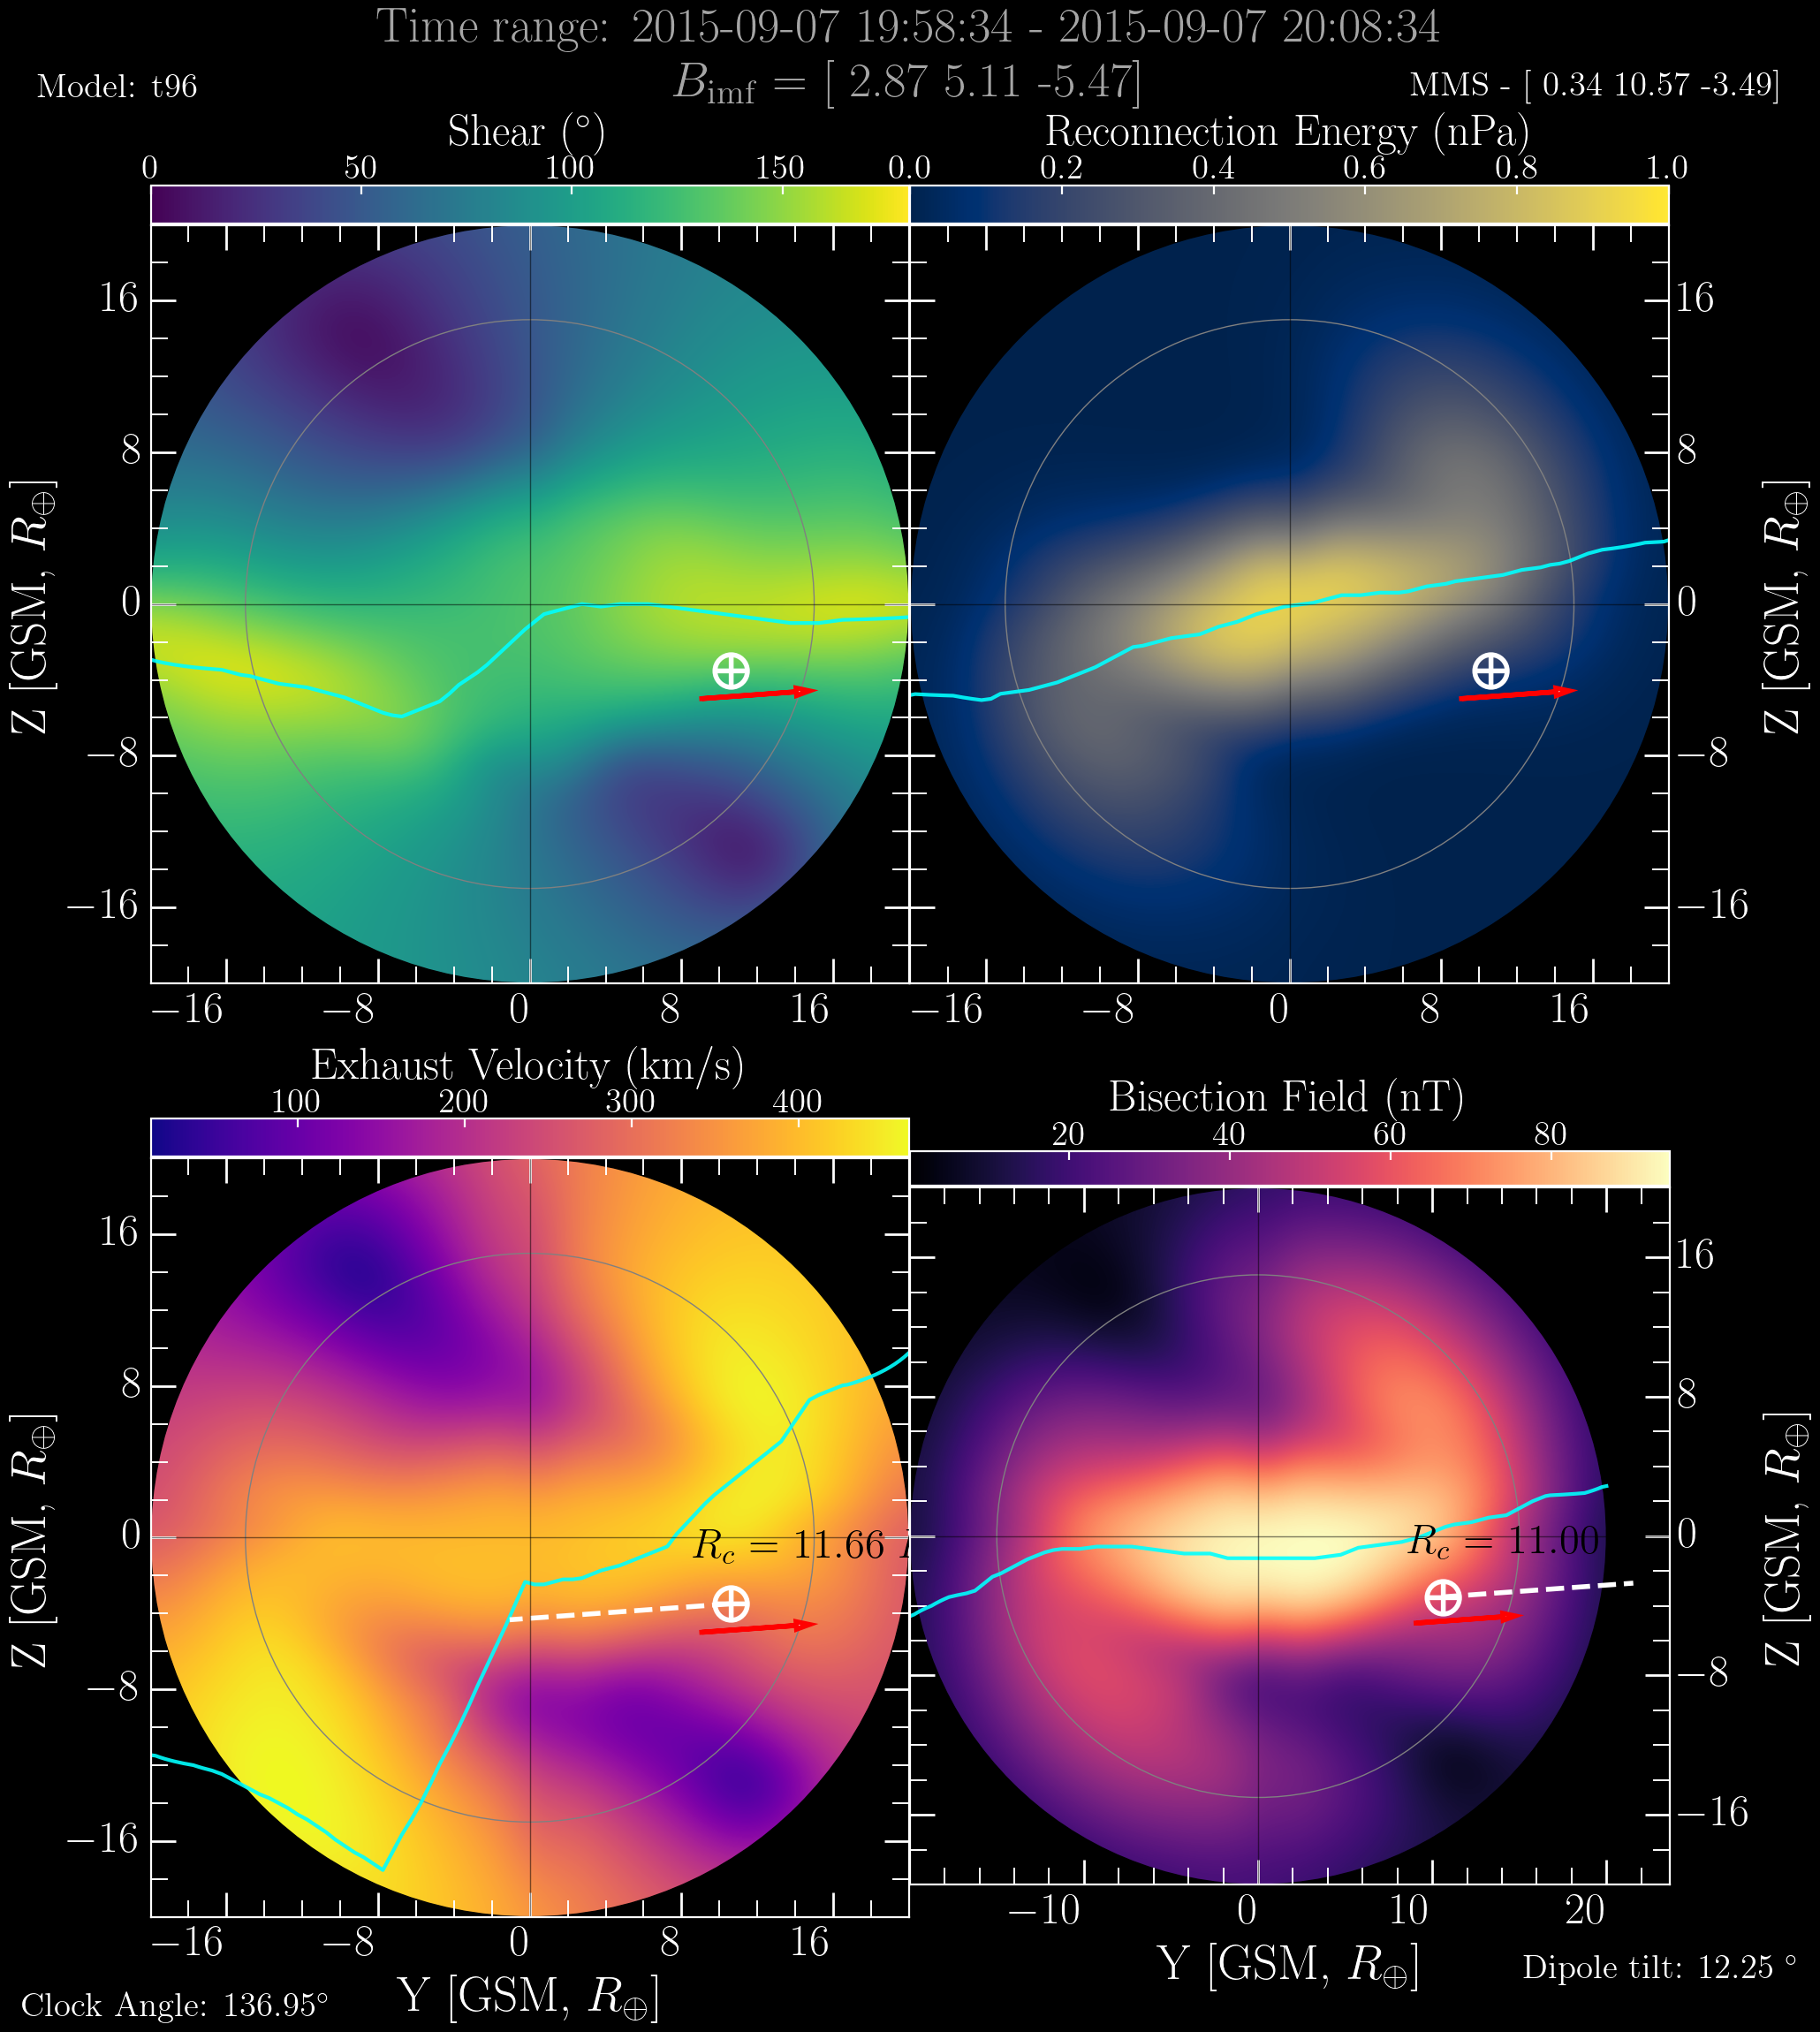 Time range: 2015-09-07 19:58:34 - 2015-09-07 20:08:34
Model: t96
B_imf = [ 2.87 5.11 -5.47]
MMS - [ 0.34 10.57 -3.49]
Shear (°)
Reconnection Energy (nPa)
0 50 100 150
0.0 0.2 0.4 0.6 0.8 1.0
16
8
0
−8
−16
Z [GSM, R⊕]
16
8
0
−8
−16
Z [GSM, R⊕]
−16 −8 0 8 16
−16 −8 0 8 16
Exhaust Velocity (km/s)
100 200 300 400
Bisection Field (nT)
20 40 60 80
16
8
0
−8
−16
Z [GSM, R⊕]
R_c = 11.66
16
8
0
−8
−16
Z [GSM, R⊕]
R_c = 11.00
−16 −8 0 8 16
−10 0 10 20
Y [GSM, R⊕]
Y [GSM, R⊕]
Clock Angle: 136.95°
Dipole tilt: 12.25 °